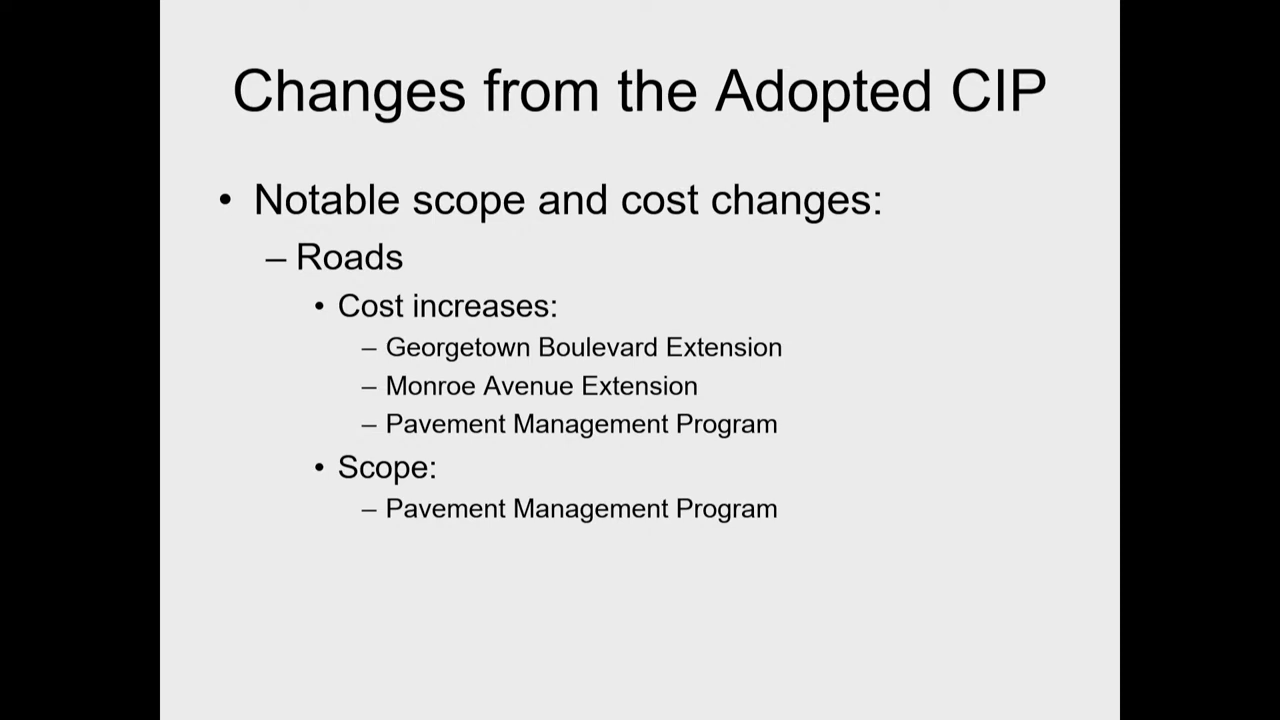 Changes from the Adopted CIP
• Notable scope and cost changes:
– Roads
• Cost increases:
– Georgetown Boulevard Extension
– Monroe Avenue Extension
– Pavement Management Program
• Scope:
– Pavement Management Program